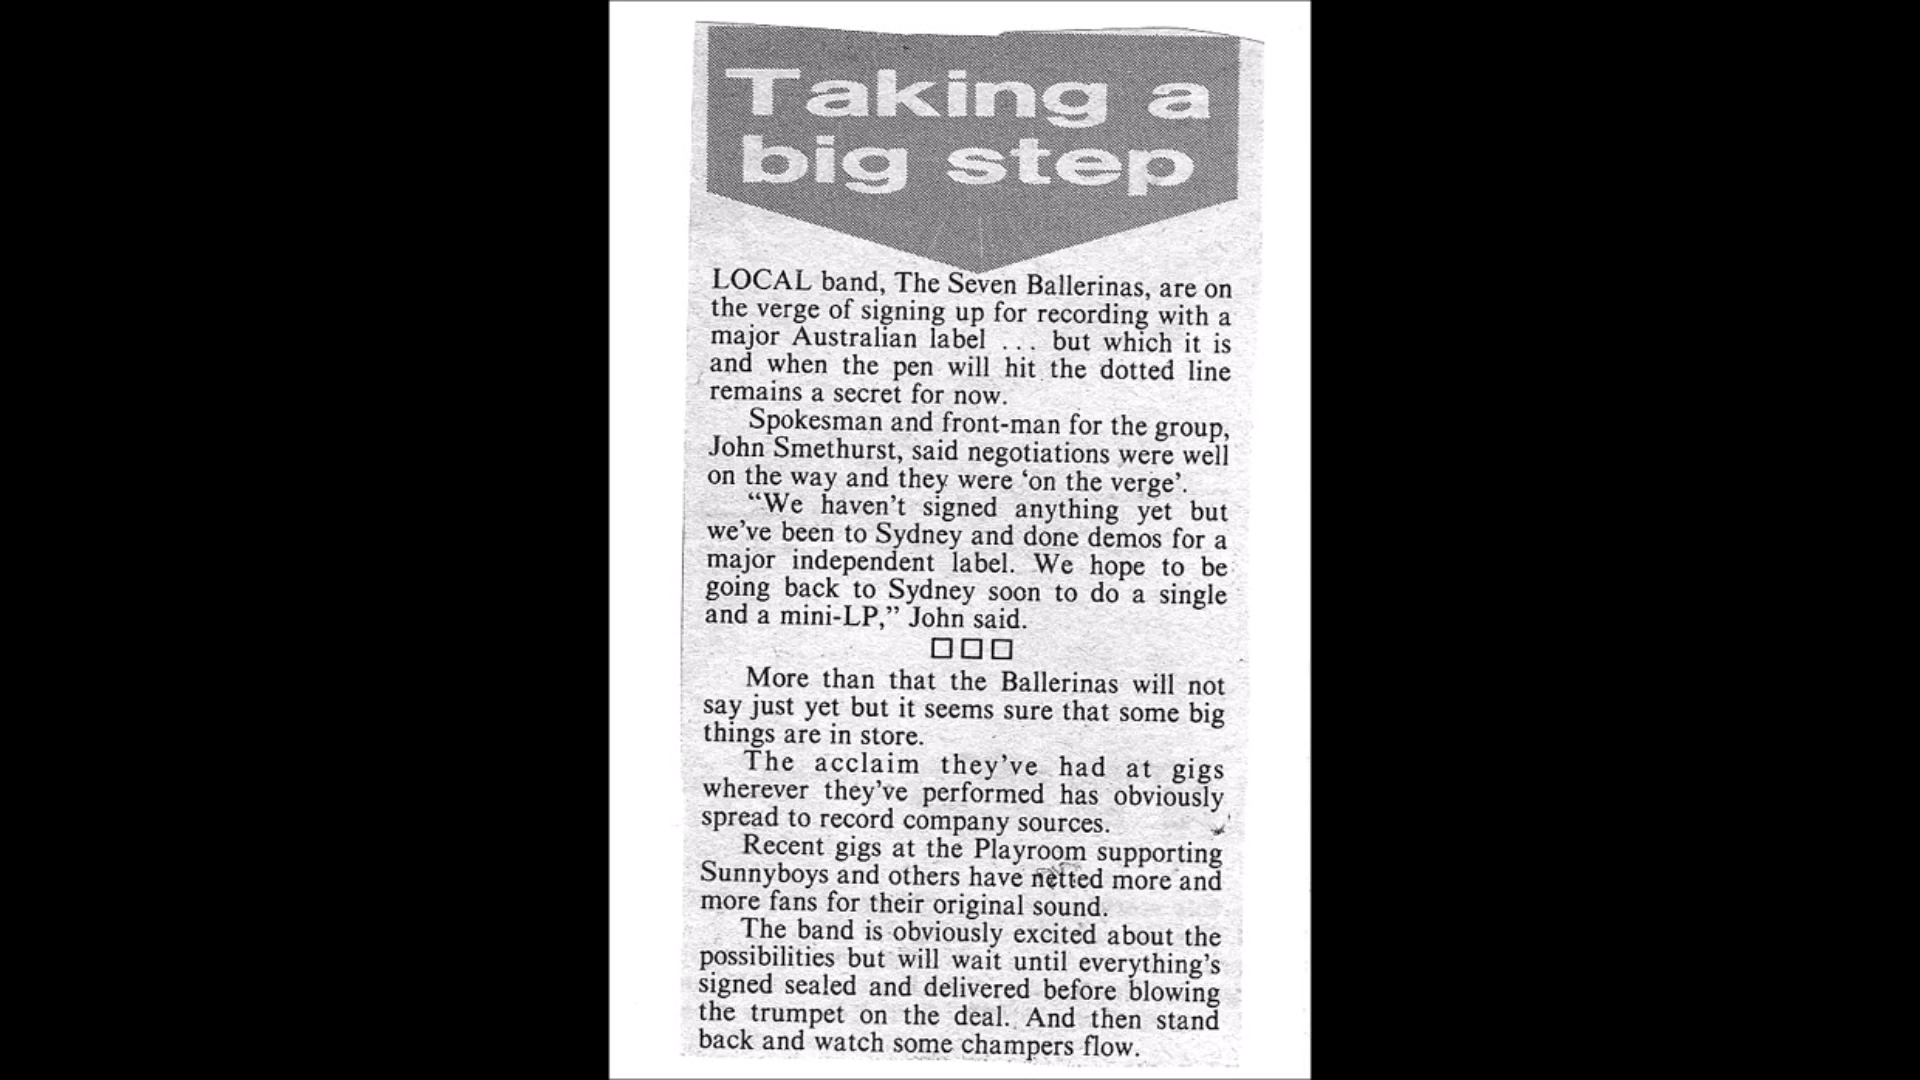 Taking a
big step
LOCAL band, The Seven Ballerinas, are on
the verge of signing up for recording with a
major Australian label ... but which it is
and when the pen will hit the dotted line
remains a secret for now.
Spokesman and front-man for the group,
John Smethurst, said negotiations were well
on the way and they were ‘on the verge’.
“We haven’t signed anything yet but
we’ve been to Sydney and done demos for a
major independent label. We hope to be
going back to Sydney soon to do a single
and a mini-LP,” John said.
□□□
More than that the Ballerinas will not
say just yet but it seems sure that some big
things are in store.
The acclaim they’ve had at gigs
wherever they’ve performed has obviously
spread to record company sources.
Recent gigs at the Playroom supporting
Sunnyboys and others have netted more and
more fans for their original sound.
The band is obviously excited about the
possibilities but will wait until everything’s
signed sealed and delivered before blowing
the trumpet on the deal. And then stand
back and watch some champers flow.